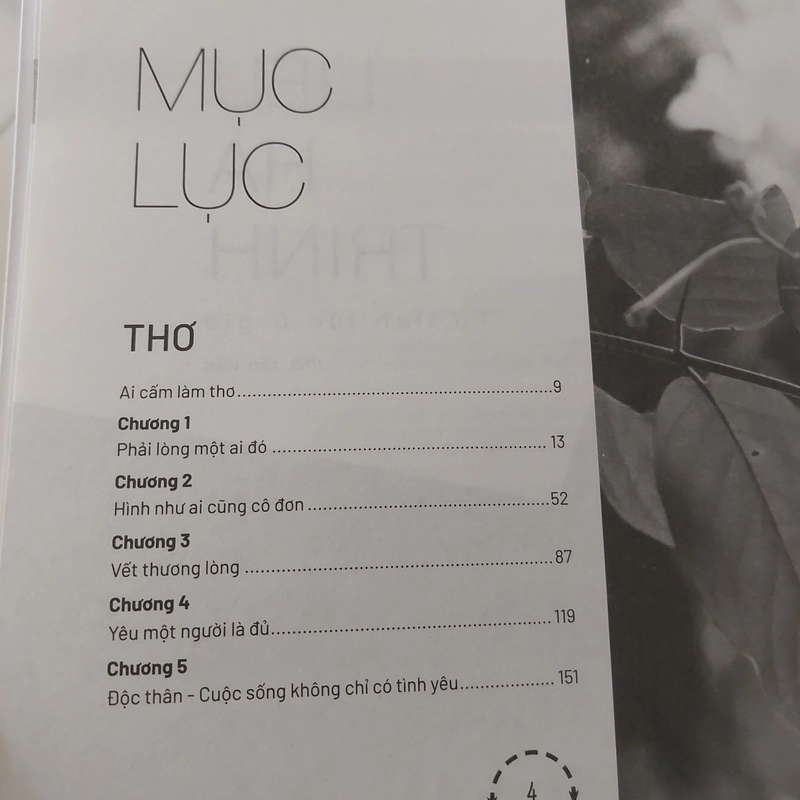 MỤC
LỤC
THƠ
Ai cấm làm thơ..................................................9
Chương 1
Phải lòng một ai đó ............................................ 13
Chương 2
Hình như ai cũng cô đơn .......................................52
Chương 3
Vết thương lòng ................................................87
Chương 4
Yêu một người là đủ............................................ 119
Chương 5
Độc thân - Cuộc sống không chỉ có tình yêu................ 151
4